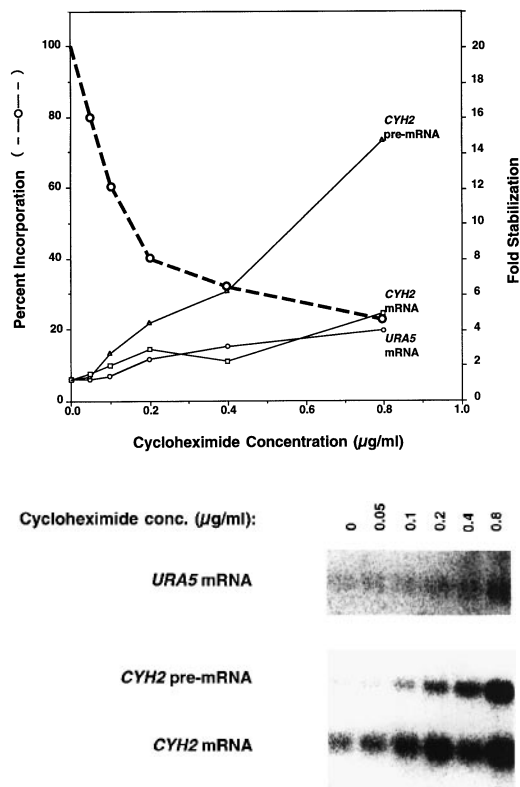 Percent Incorporation ( – —o— – )
100
80
60
40
20
0
20
18
16
14
12
10
8
6
4
2
0
Fold Stabilization
CYH2
pre-mRNA
CYH2
mRNA
URA5
mRNA
0.0
0.2
0.4
0.6
0.8
1.0
Cycloheximide Concentration (µg/ml)
Cycloheximide conc. (µg/ml):
0
0.05
0.1
0.2
0.4
0.8
URA5 mRNA
CYH2 pre-mRNA
CYH2 mRNA